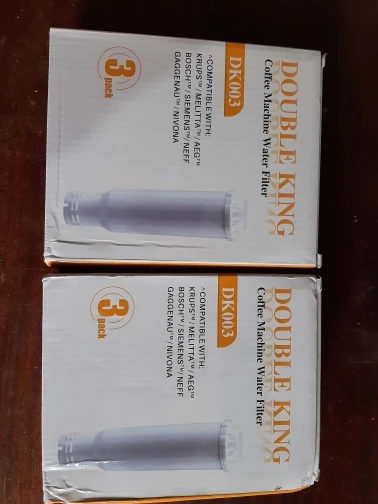 DOUBLE KING
Coffee Machine Water Filter
DK003
^COMPATIBLE WITH:
KRUPS™/MELITTA™/AEG™
BOSCH™/SIEMENS™/NEFF
GAGGENAU™/NIVONA
3
pack
DOUBLE KING
Coffee Machine Water Filter
DK003
^COMPATIBLE WITH:
KRUPS™/MELITTA™/AEG™
BOSCH™/SIEMENS™/NEFF
GAGGENAU™/NIVONA
3
pack